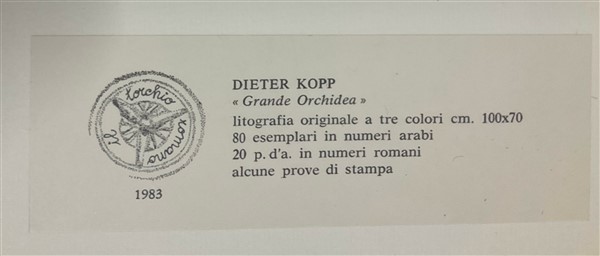 il torchio romano
1983
DIETER KOPP
« Grande Orchidea »
litografia originale a tre colori cm. 100x70
80 esemplari in numeri arabi
20 p. d'a. in numeri romani
alcune prove di stampa